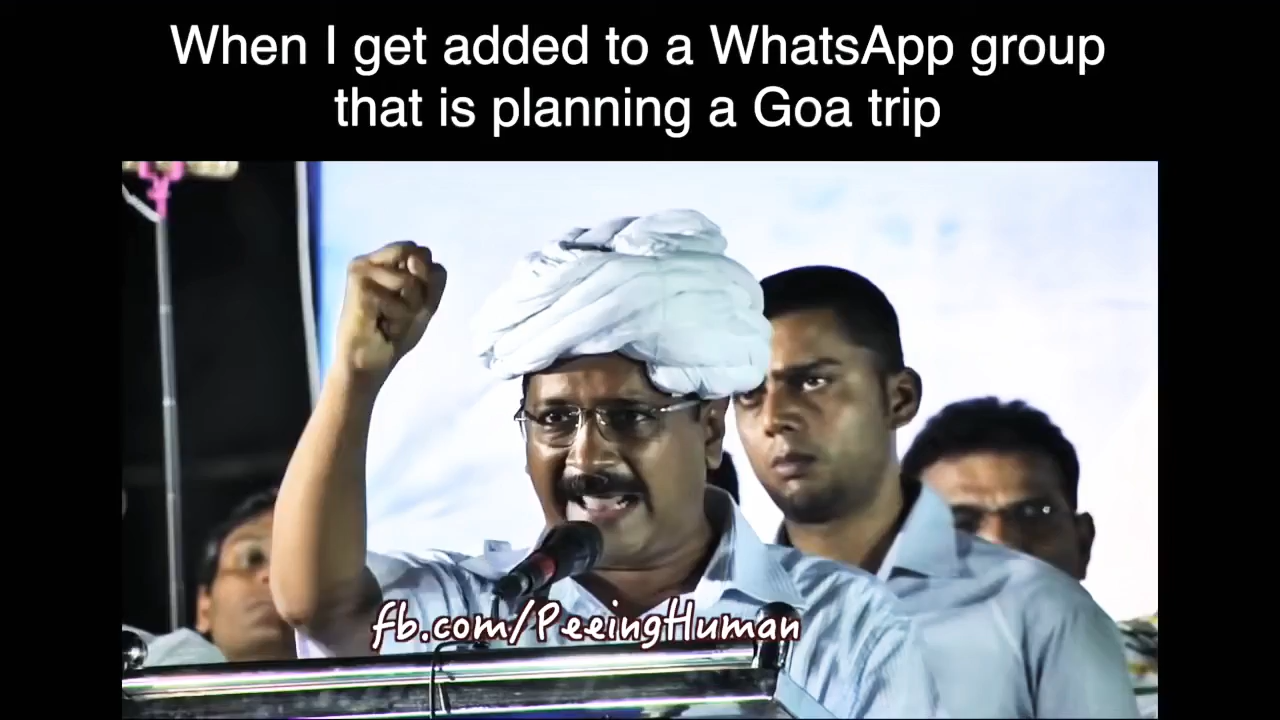 When I get added to a WhatsApp group
that is planning a Goa trip
fb.com/PeeingHuman